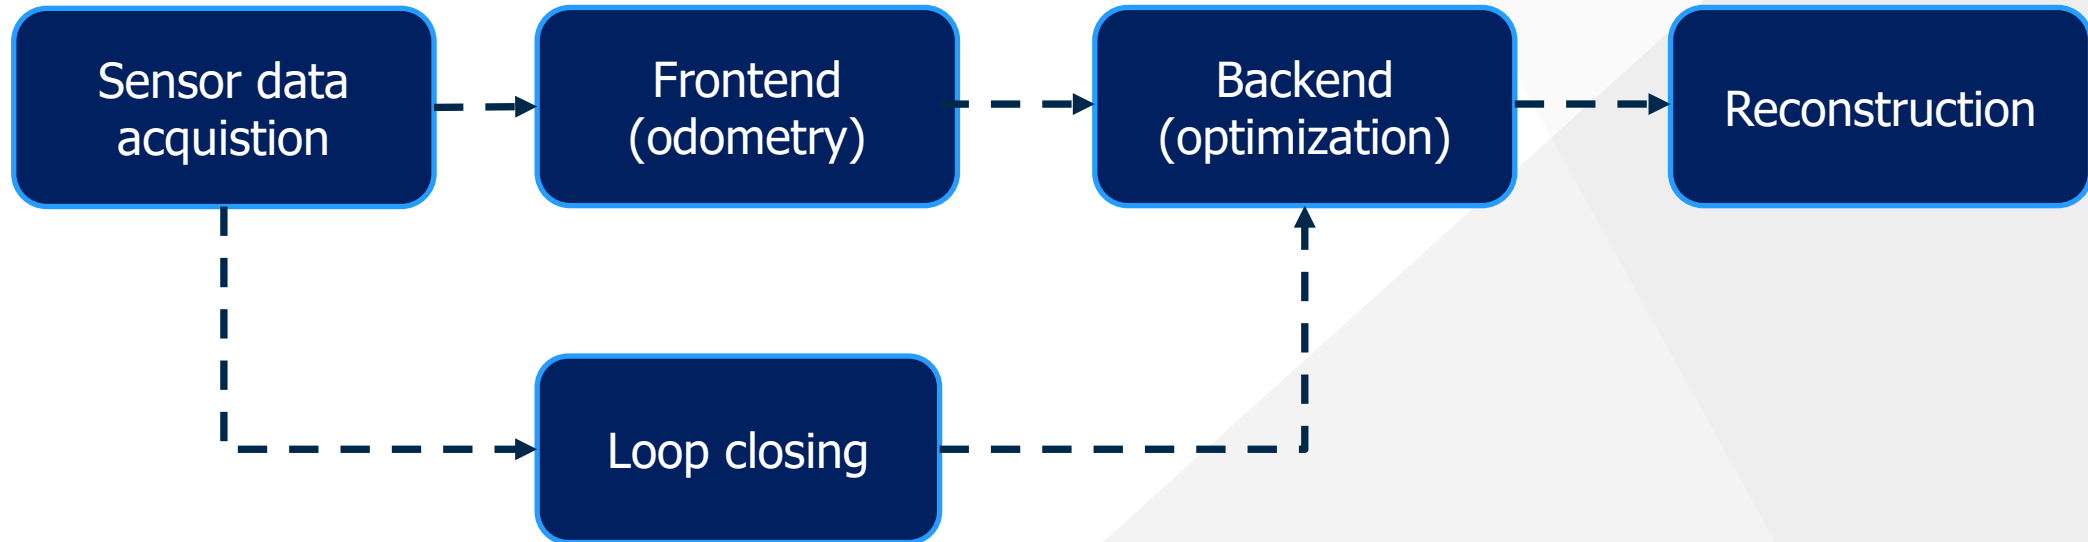 Sensor data
acquistion
Frontend
(odometry)
Backend
(optimization)
Reconstruction
Loop closing